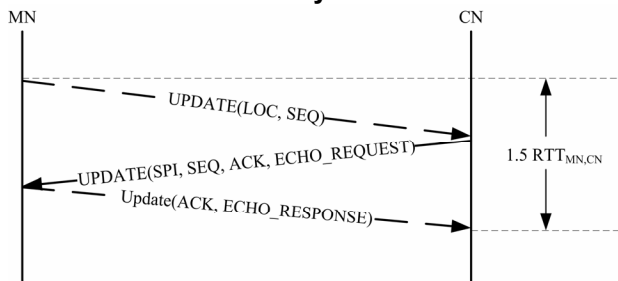 MN
CN
UPDATE(LOC, SEQ)
UPDATE(SPI, SEQ, ACK, ECHO_REQUEST)
1.5 RTTMN,CN
Update(ACK, ECHO_RESPONSE)